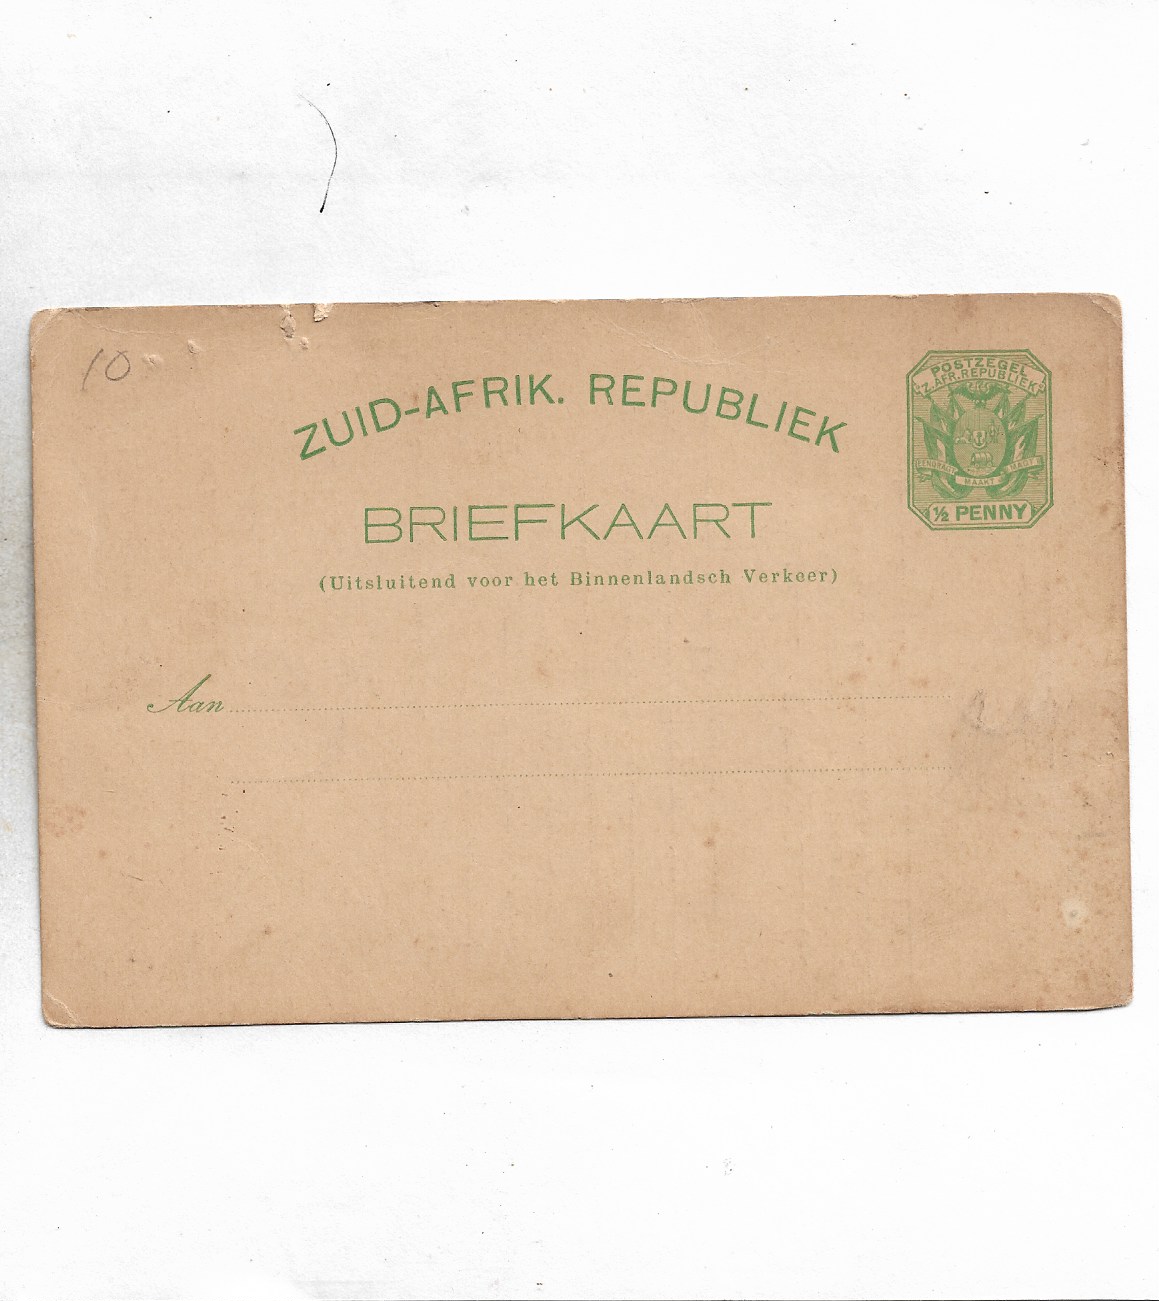 10
ZUID-AFRIK. REPUBLIEK
POSTZEGEL
Z. AFR. REPUBLIEK
EENDRAGT MAAKT MAGT
½ PENNY
BRIEFKAART
(Uitsluitend voor het Binnenlandsch Verkeer)
Aan